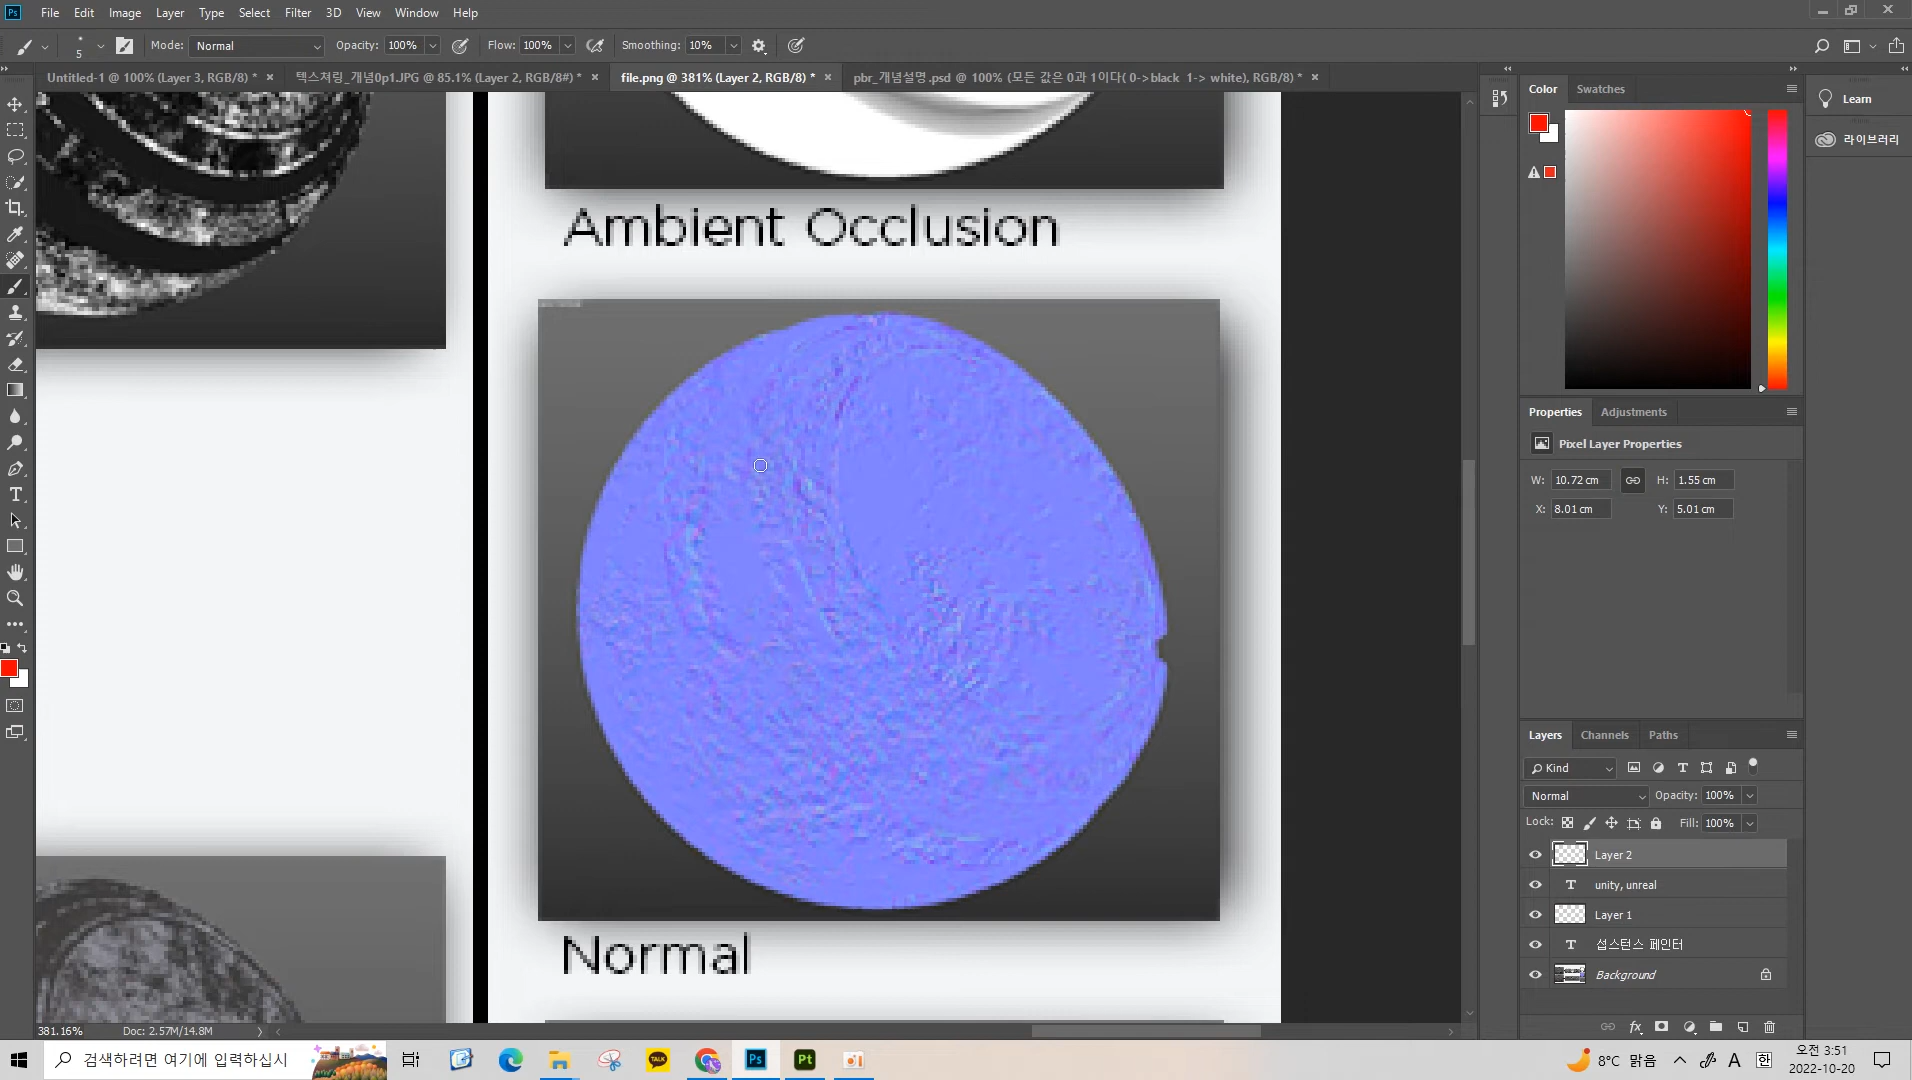 Ps File Edit Image Layer Type Select Filter 3D View Window Help
5 Mode: Normal Opacity: 100% Flow: 100% Smoothing: 10%
Untitled-1 @ 100% (Layer 3, RGB/8) * × 텍스쳐링_개념0p1.JPG @ 85.1% (Layer 2, RGB/8#) * × file.png @ 381% (Layer 2, RGB/8) * × pbr_개념설명.psd @ 100% (모든 값은 0과 1이다( 0->black 1-> white), RGB/8) * ×
Color Swatches
Learn
라이브러리
Ambient Occlusion
Normal
Properties Adjustments
Pixel Layer Properties
W: 10.72 cm H: 1.55 cm
X: 8.01 cm Y: 5.01 cm
Layers Channels Paths
Kind
Normal Opacity: 100%
Lock: Fill: 100%
Layer 2
T unity, unreal
Layer 1
T 섭스턴스 페인터
Background
fx
381.16% Doc: 2.57M/14.8M
검색하려면 여기에 입력하십시
TALK Ps Pt
8°C 맑음 A 한 오전 3:51
2022-10-20